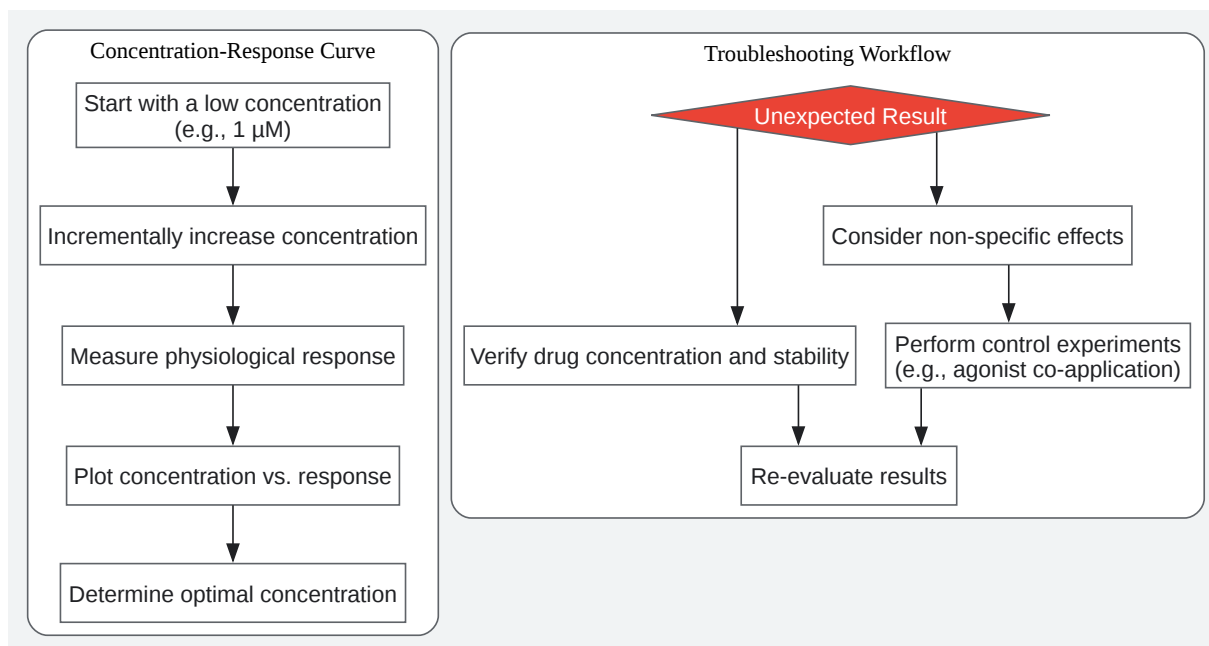 Concentration-Response Curve
Start with a low concentration
(e.g., 1 µM)
Incrementally increase concentration
Measure physiological response
Plot concentration vs. response
Determine optimal concentration
Troubleshooting Workflow
Unexpected Result
Consider non-specific effects
Verify drug concentration and stability
Perform control experiments
(e.g., agonist co-application)
Re-evaluate results